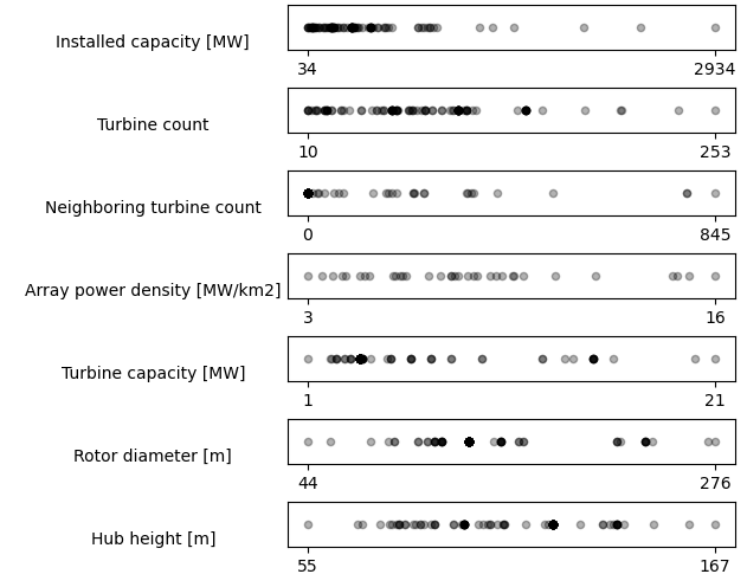 Installed capacity [MW]
34 2934
Turbine count
10 253
Neighboring turbine count
0 845
Array power density [MW/km2]
3 16
Turbine capacity [MW]
1 21
Rotor diameter [m]
44 276
Hub height [m]
55 167